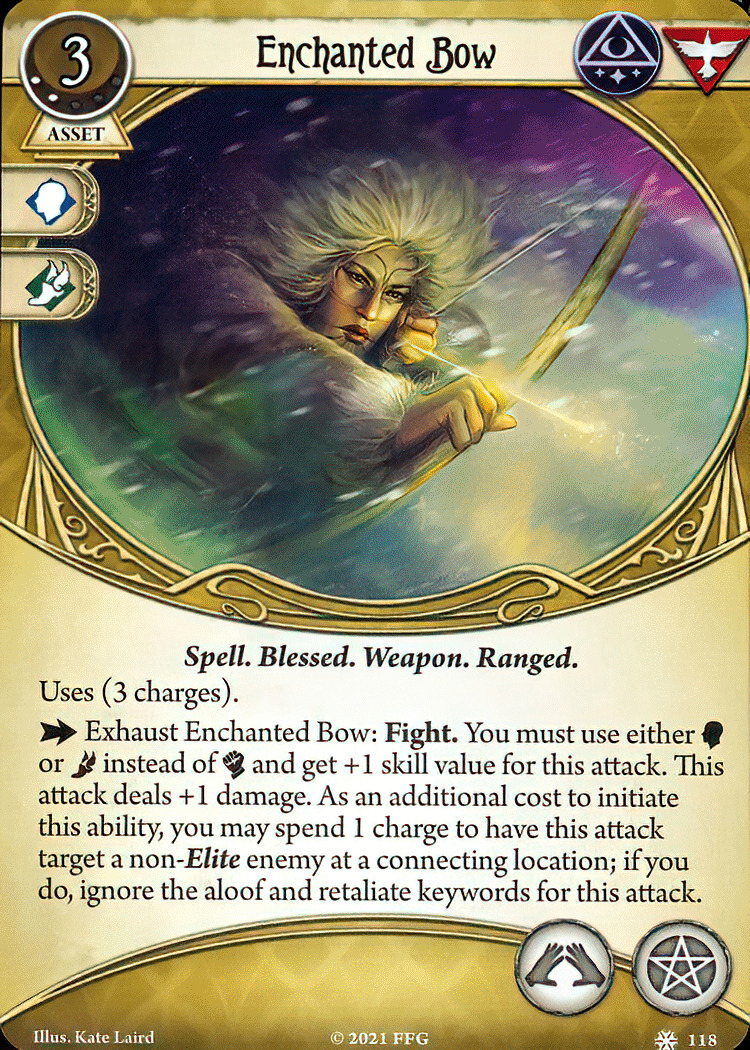 3
Enchanted Bow
ASSET
Spell. Blessed. Weapon. Ranged.
Uses (3 charges).
Exhaust Enchanted Bow: Fight. You must use either
or instead of and get +1 skill value for this attack. This
attack deals +1 damage. As an additional cost to initiate
this ability, you may spend 1 charge to have this attack
target a non-Elite enemy at a connecting location; if you
do, ignore the aloof and retaliate keywords for this attack.
Illus. Kate Laird
© 2021 FFG
118